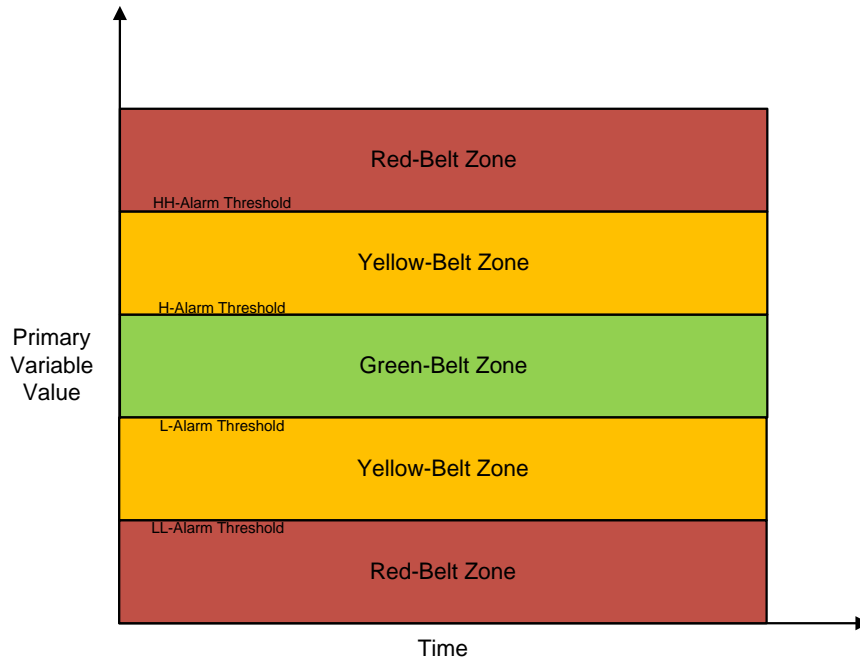 Red-Belt Zone
HH-Alarm Threshold
Yellow-Belt Zone
H-Alarm Threshold
Primary
Variable
Value
Green-Belt Zone
L-Alarm Threshold
Yellow-Belt Zone
LL-Alarm Threshold
Red-Belt Zone
Time